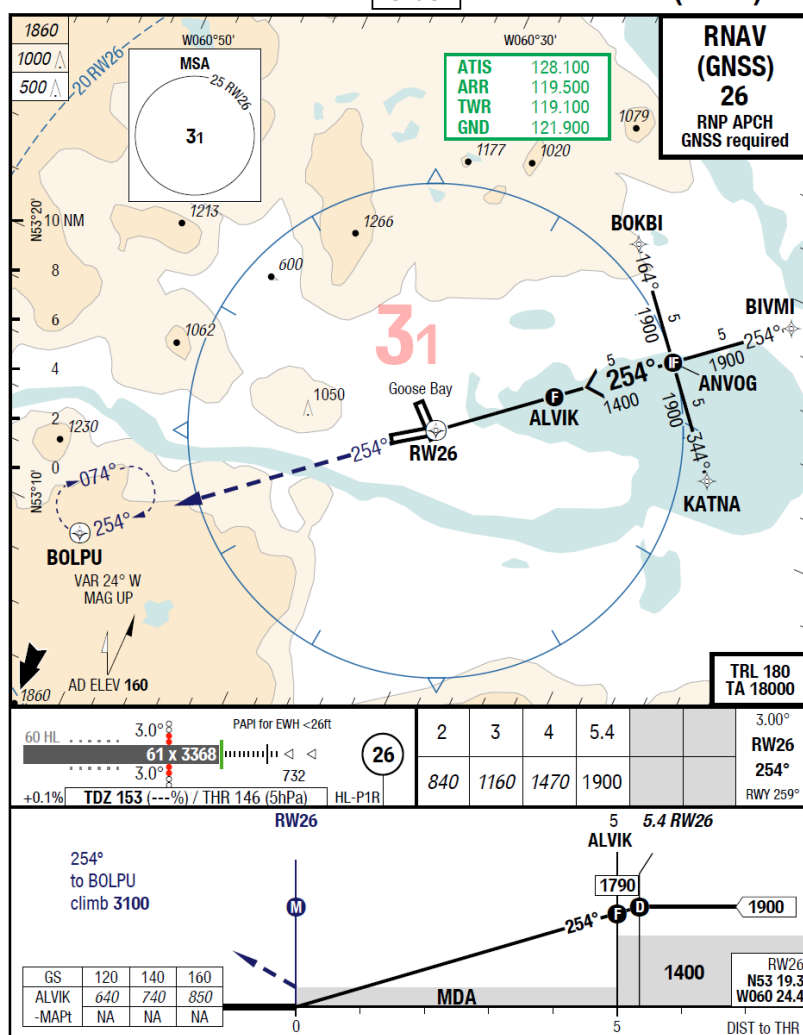 1860
1000
500
20 RW26
W060°50'
MSA
25 RW26
31
W060°30'
ATIS 128.100
ARR 119.500
TWR 119.100
GND 121.900
RNAV
(GNSS)
26
RNP APCH
GNSS required
1079
1177
1020
N53°20'
10 NM
1213
1266
BOKBI
8
600
164°
5
1900
BIVMI
6
1062
31
5
254°
1900
4
5
254°
IF
ANVOG
1050
Goose Bay
F
ALVIK
1400
1900
5
2
1230
254°
RW26
344°
0
N53°10'
074°
KATNA
254°
BOLPU
VAR 24° W
MAG UP
AD ELEV 160
1860
TRL 180
TA 18000
60 HL
3.0°
PAPI for EWH <26ft
61 x 3368
3.0°
732
26
+0.1%
TDZ 153 (---%) / THR 146 (5hPa)
HL-P1R
2 3 4 5.4
840 1160 1470 1900
3.00°
RW26
254°
RWY 259°
RW26
5
5.4 RW26
ALVIK
254°
to BOLPU
climb 3100
1790
M
254°
F
D
1900
1400
MDA
RW26
N53 19.3
W060 24.4
GS 120 140 160
ALVIK 640 740 850
-MAPt NA NA NA
0
5
DIST to THR